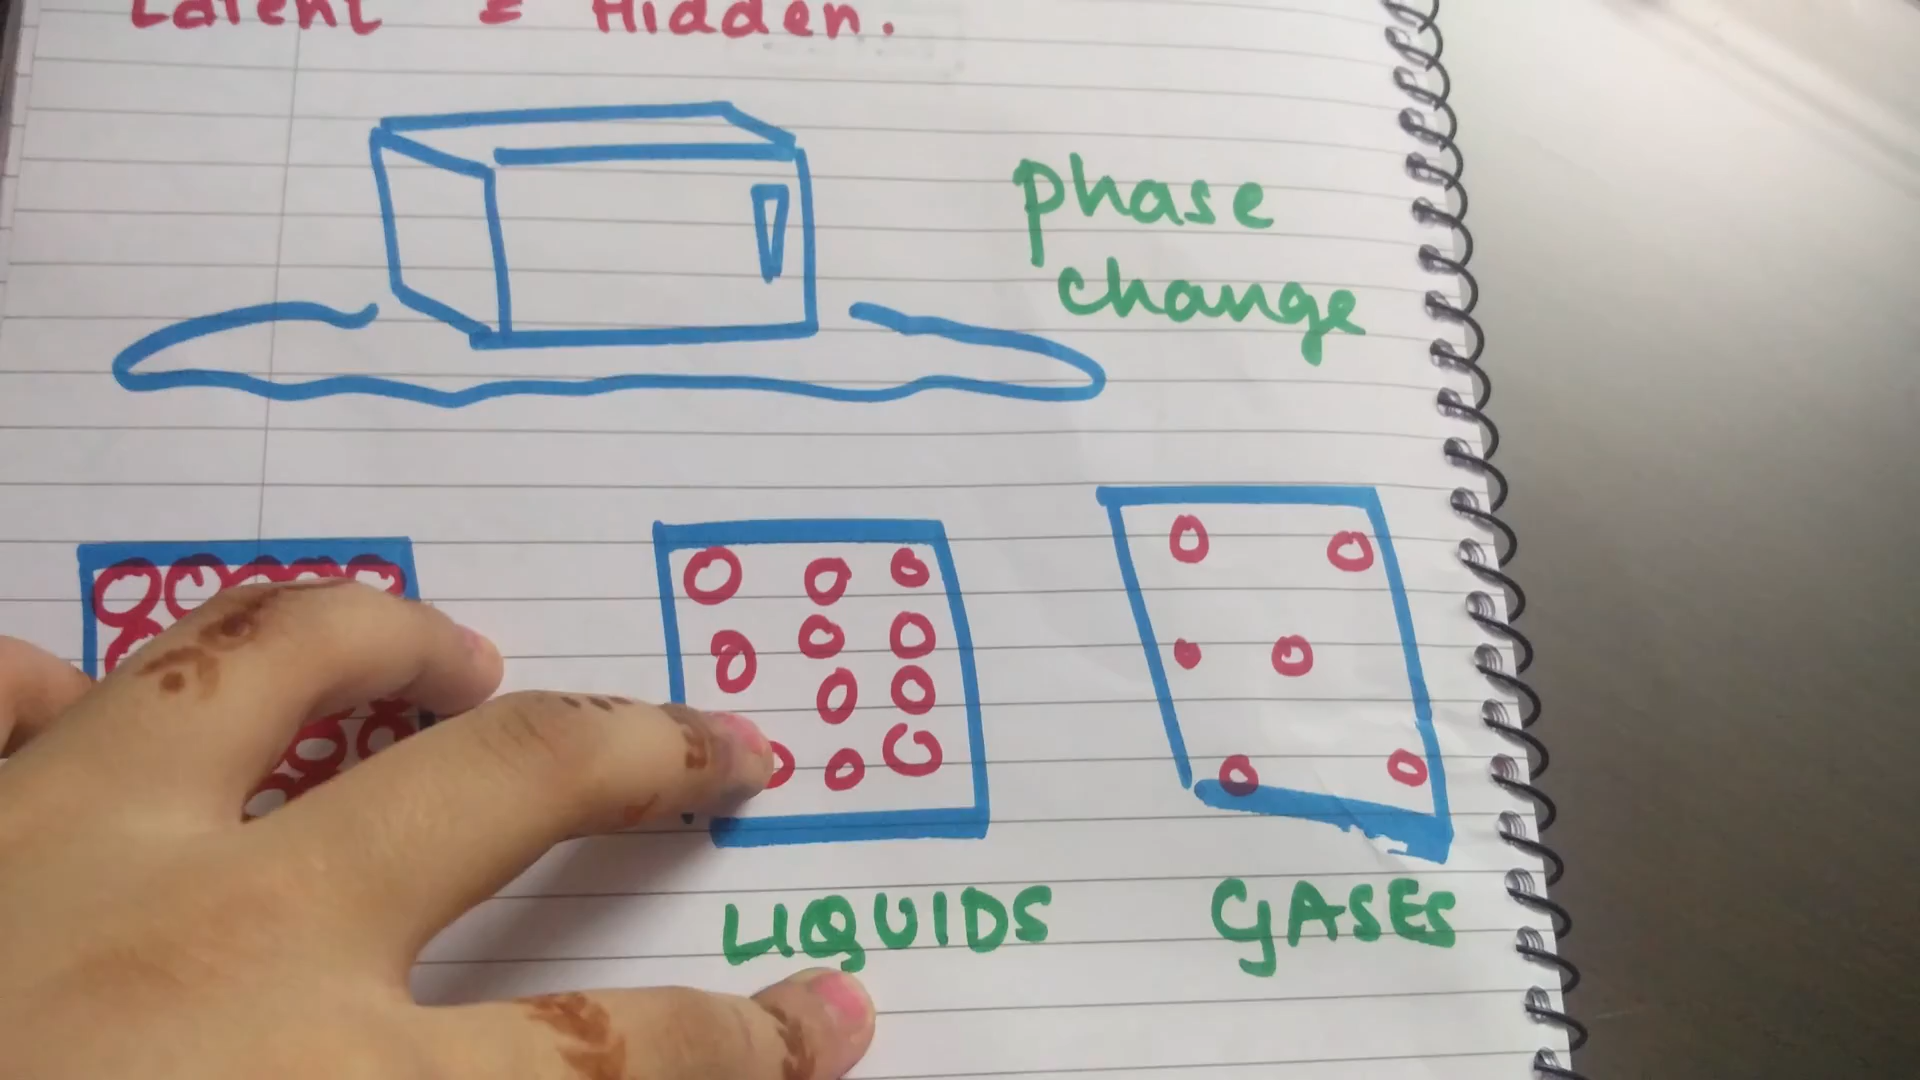 Latent = Hidden.
phase
change
LIQUIDS GASES